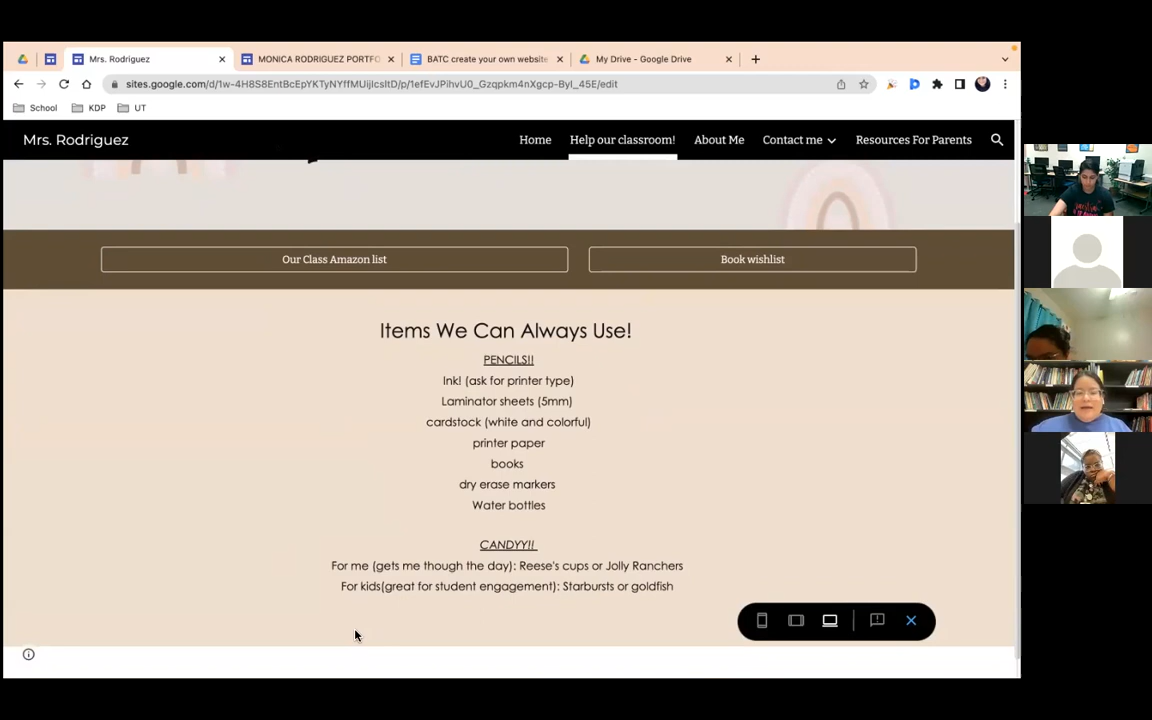 Mrs. Rodriguez
MONICA RODRIGUEZ PORTFO
BATC create your own website
My Drive - Google Drive
sites.google.com/d/1w-4H8S8EntBcEpYKTyNYffMUijlcsltD/p/1efEvJPihvU0_Gzqpkm4nXgcp-Byl_45E/edit
School
KDP
UT
Mrs. Rodriguez
Home
Help our classroom!
About Me
Contact me
Resources For Parents
Our Class Amazon list
Book wishlist
Items We Can Always Use!
PENCILS!!
Ink! (ask for printer type)
Laminator sheets (5mm)
cardstock (white and colorful)
printer paper
books
dry erase markers
Water bottles
CANDYY!!
For me (gets me though the day): Reese's cups or Jolly Ranchers
For kids(great for student engagement): Starbursts or goldfish